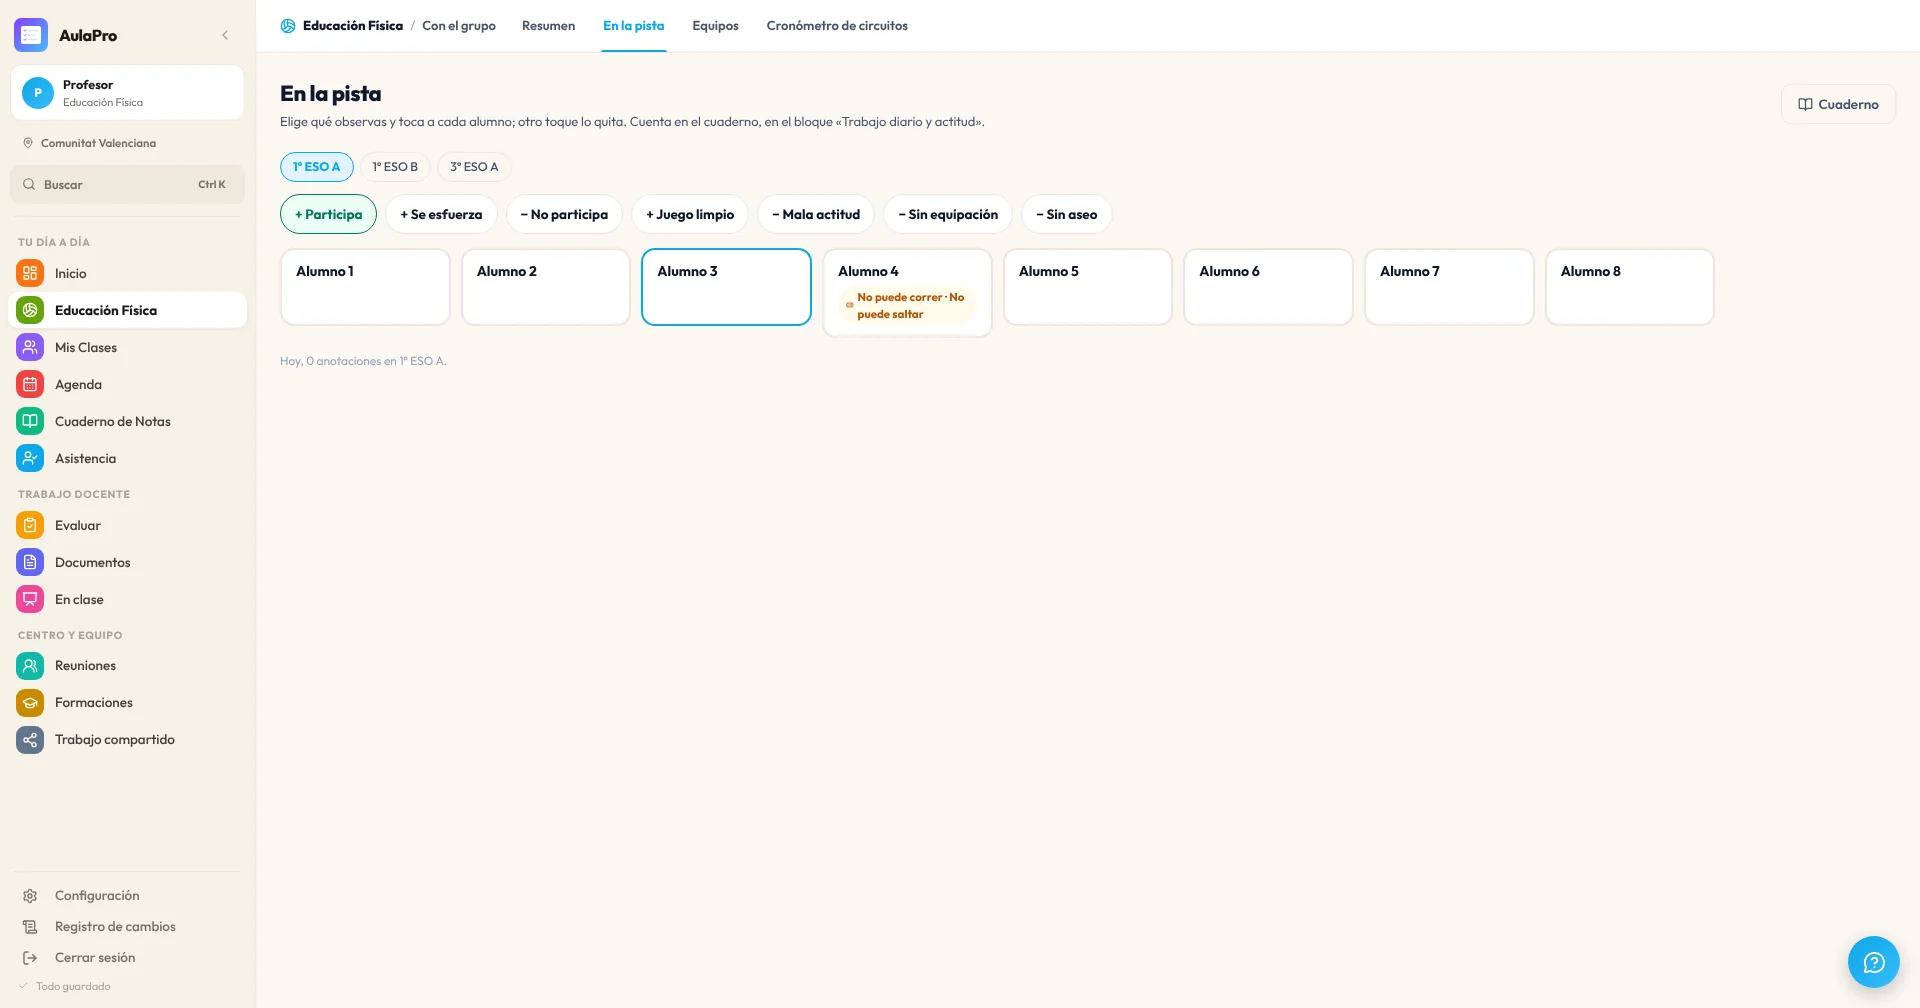 AulaPro
P
Profesor
Educación Física
Comunitat Valenciana
Buscar
Ctrl K
TU DÍA A DÍA
Inicio
Educación Física
Mis Clases
Agenda
Cuaderno de Notas
Asistencia
TRABAJO DOCENTE
Evaluar
Documentos
En clase
CENTRO Y EQUIPO
Reuniones
Formaciones
Trabajo compartido
Configuración
Registro de cambios
Cerrar sesión
Todo guardado
Educación Física / Con el grupo Resumen En la pista Equipos Cronómetro de circuitos
En la pista
Elige qué observas y toca a cada alumno; otro toque lo quita. Cuenta en el cuaderno, en el bloque «Trabajo diario y actitud».
Cuaderno
1º ESO A 1º ESO B 3º ESO A
+ Participa + Se esfuerza − No participa + Juego limpio − Mala actitud − Sin equipación − Sin aseo
Alumno 1 Alumno 2 Alumno 3 Alumno 4 Alumno 5 Alumno 6 Alumno 7 Alumno 8
No puede correr · No
puede saltar
Hoy, 0 anotaciones en 1º ESO A.